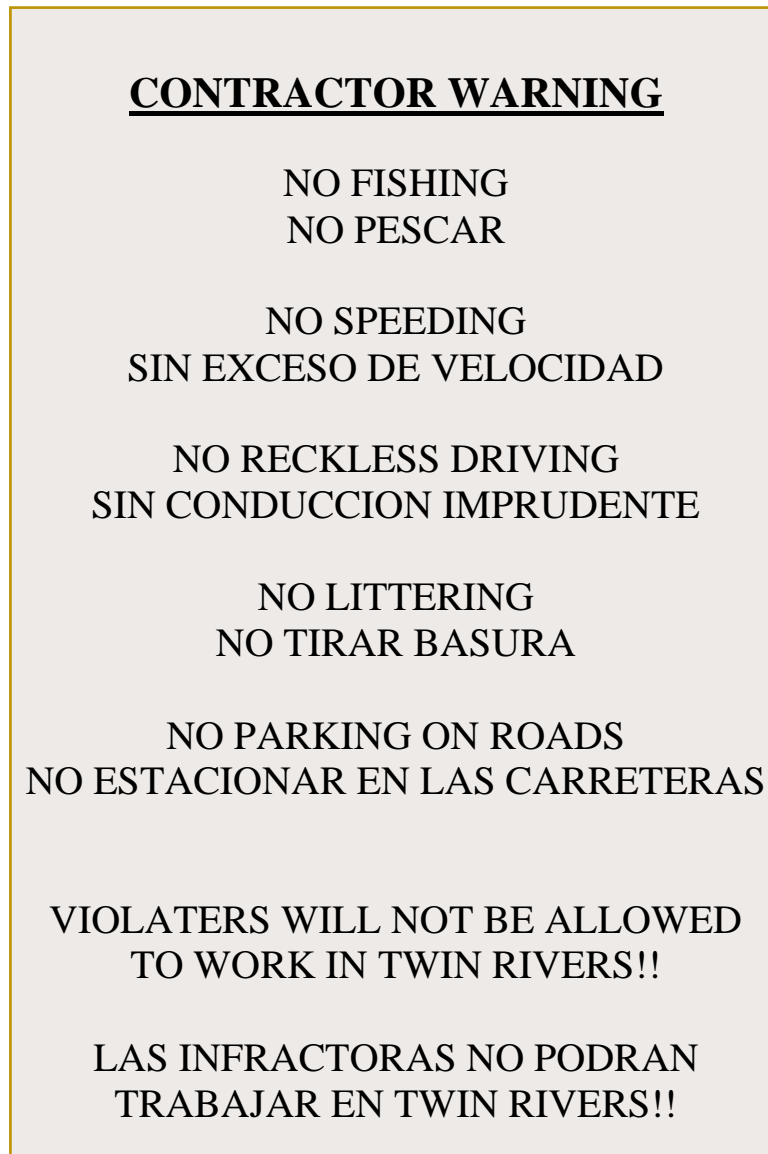 CONTRACTOR WARNING
NO FISHING
NO PESCAR
NO SPEEDING
SIN EXCESO DE VELOCIDAD
NO RECKLESS DRIVING
SIN CONDUCCION IMPRUDENTE
NO LITTERING
NO TIRAR BASURA
NO PARKING ON ROADS
NO ESTACIONAR EN LAS CARRETERAS
VIOLATERS WILL NOT BE ALLOWED
TO WORK IN TWIN RIVERS!!
LAS INFRACTORAS NO PODRAN
TRABAJAR EN TWIN RIVERS!!